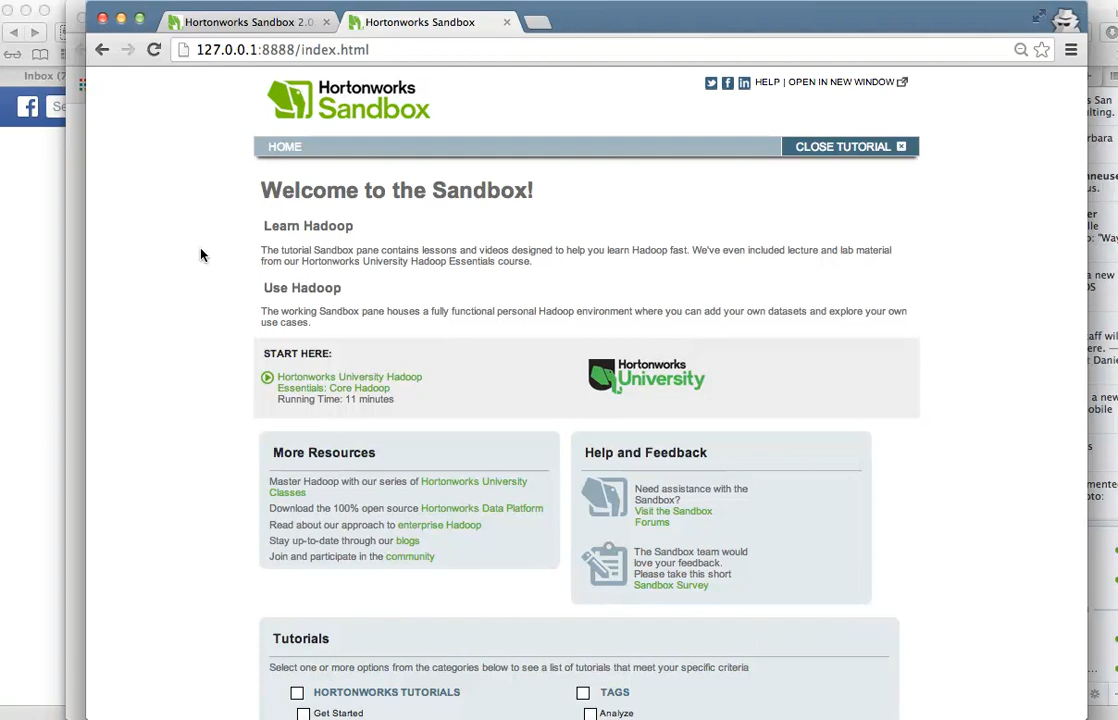 Hortonworks Sandbox 2.0
Hortonworks Sandbox
127.0.0.1:8888/index.html
Inbox (7
Hortonworks
Sandbox
HELP | OPEN IN NEW WINDOW
HOME
CLOSE TUTORIAL
Welcome to the Sandbox!
Learn Hadoop
The tutorial Sandbox pane contains lessons and videos designed to help you learn Hadoop fast. We've even included lecture and lab material
from our Hortonworks University Hadoop Essentials course.
Use Hadoop
The working Sandbox pane houses a fully functional personal Hadoop environment where you can add your own datasets and explore your own
use cases.
START HERE:
Hortonworks University Hadoop
Essentials: Core Hadoop
Running Time: 11 minutes
Hortonworks
University
More Resources
Master Hadoop with our series of Hortonworks University
Classes
Download the 100% open source Hortonworks Data Platform
Read about our approach to enterprise Hadoop
Stay up-to-date through our blogs
Join and participate in the community
Help and Feedback
Need assistance with the
Sandbox?
Visit the Sandbox
Forums
The Sandbox team would
love your feedback.
Please take this short
Sandbox Survey
Tutorials
Select one or more options from the categories below to see a list of tutorials that meet your specific criteria
HORTONWORKS TUTORIALS
TAGS
Get Started
Analyze